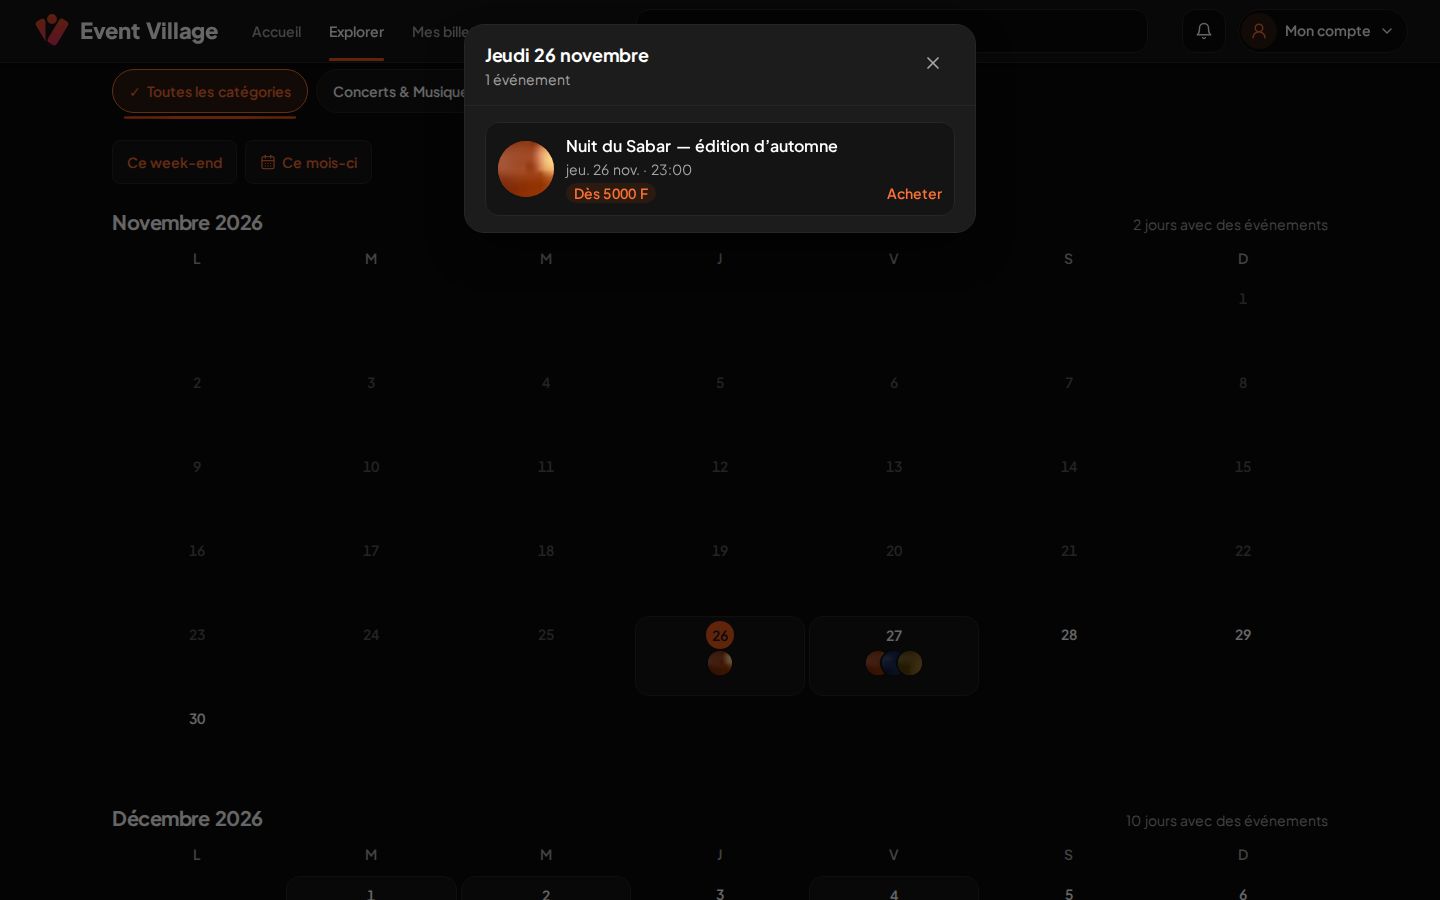 Event Village
Accueil
Explorer
Mes bille
Mon compte
Jeudi 26 novembre
1 événement
✓ Toutes les catégories
Concerts & Musique
Nuit du Sabar — édition d’automne
jeu. 26 nov. · 23:00
Dès 5000 F
Acheter
Ce week-end
Ce mois-ci
Novembre 2026
2 jours avec des événements
L M M J V S D
1
2 3 4 5 6 7 8
9 10 11 12 13 14 15
16 17 18 19 20 21 22
23 24 25 26 27 28 29
30
Décembre 2026
10 jours avec des événements
L M M J V S D
1 2 3 4 5 6